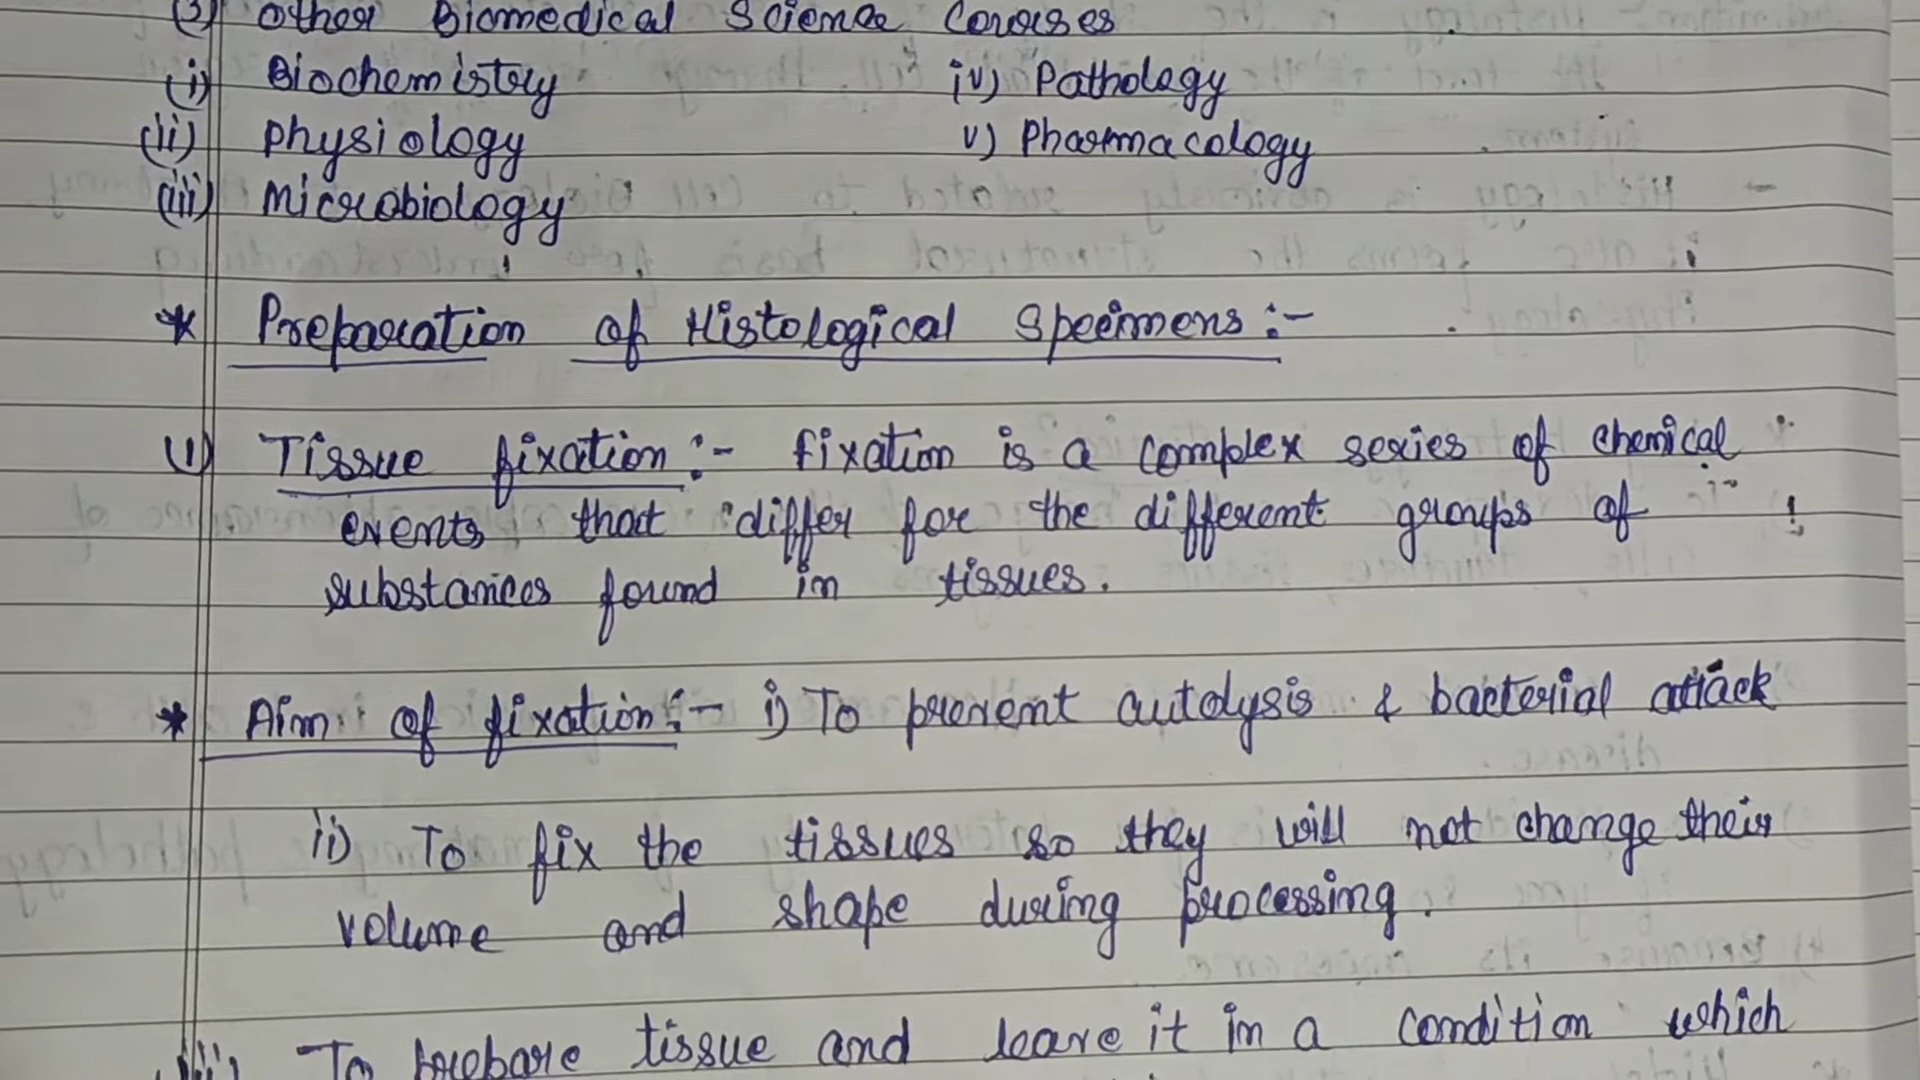 (3) Other Biomedical Science Courses
(i) Biochemistry iv) Pathology
(ii) Physiology v) Pharmacology
(iii) Microbiology
* Preparation of Histological Speeimens :-
(1) Tissue fixation :- fixation is a complex series of chemical
events that differ for the different groups of
substances found in tissues.
* Aim of fixation :- i) To prevent autolysis & bacterial attack
ii) To fix the tissues so they will not change their
volume and shape during processing.
iii) To prepare tissue and leave it in a condition which